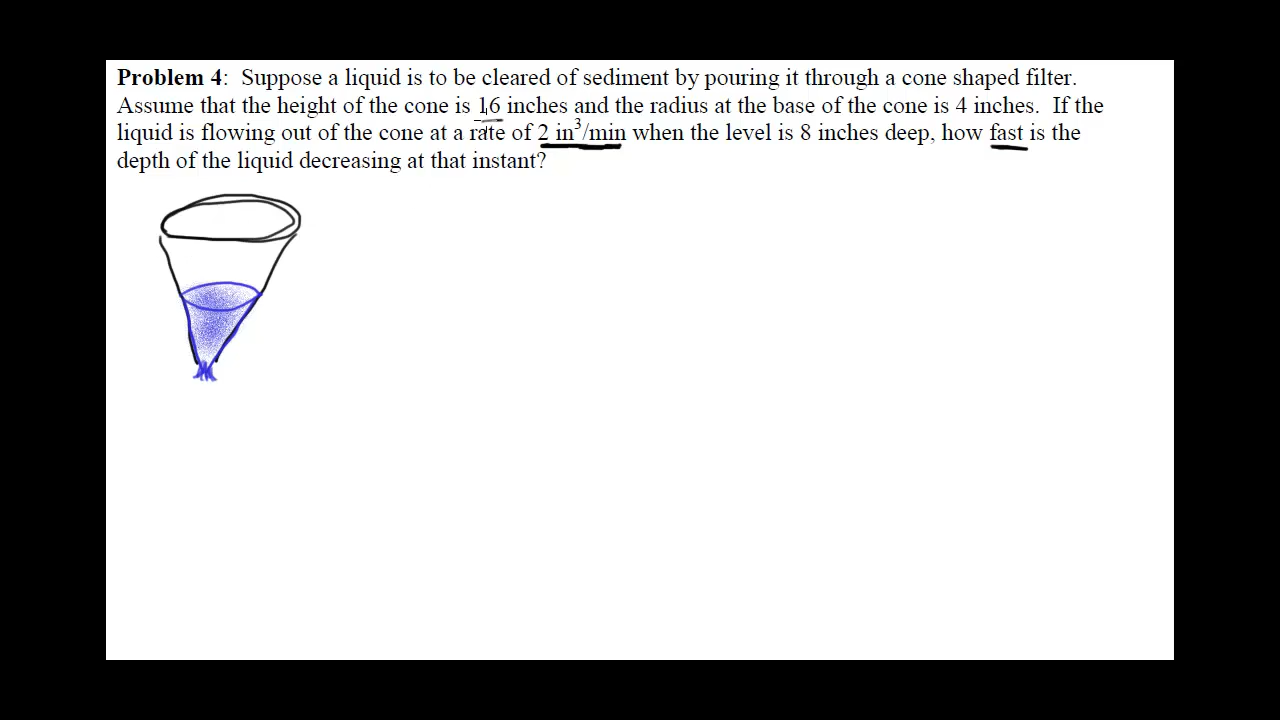 Problem 4: Suppose a liquid is to be cleared of sediment by pouring it through a cone shaped filter.
Assume that the height of the cone is 16 inches and the radius at the base of the cone is 4 inches. If the
liquid is flowing out of the cone at a rate of 2 in³/min when the level is 8 inches deep, how fast is the
depth of the liquid decreasing at that instant?